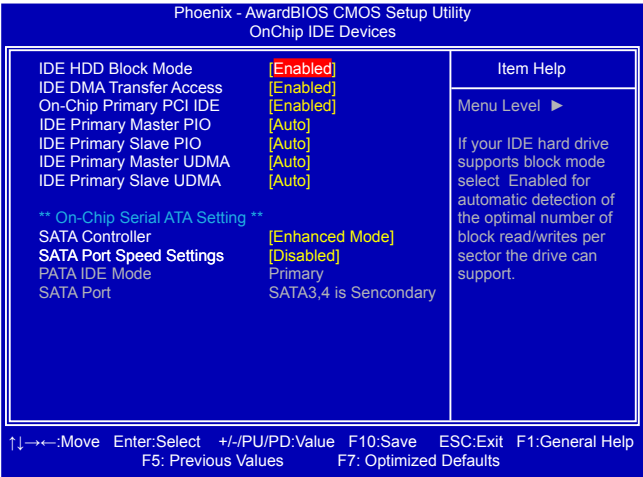 Phoenix - AwardBIOS CMOS Setup Utility
OnChip IDE Devices
IDE HDD Block Mode [Enabled]
IDE DMA Transfer Access [Enabled]
On-Chip Primary PCI IDE [Enabled]
IDE Primary Master PIO [Auto]
IDE Primary Slave PIO [Auto]
IDE Primary Master UDMA [Auto]
IDE Primary Slave UDMA [Auto]
** On-Chip Serial ATA Setting **
SATA Controller [Enhanced Mode]
SATA Port Speed Settings [Disabled]
PATA IDE Mode Primary
SATA Port SATA3,4 is Sencondary
Item Help
Menu Level ►
If your IDE hard drive
supports block mode
select Enabled for
automatic detection of
the optimal number of
block read/writes per
sector the drive can
support.
↑↓→←:Move Enter:Select +/-/PU/PD:Value F10:Save ESC:Exit F1:General Help
F5: Previous Values F7: Optimized Defaults